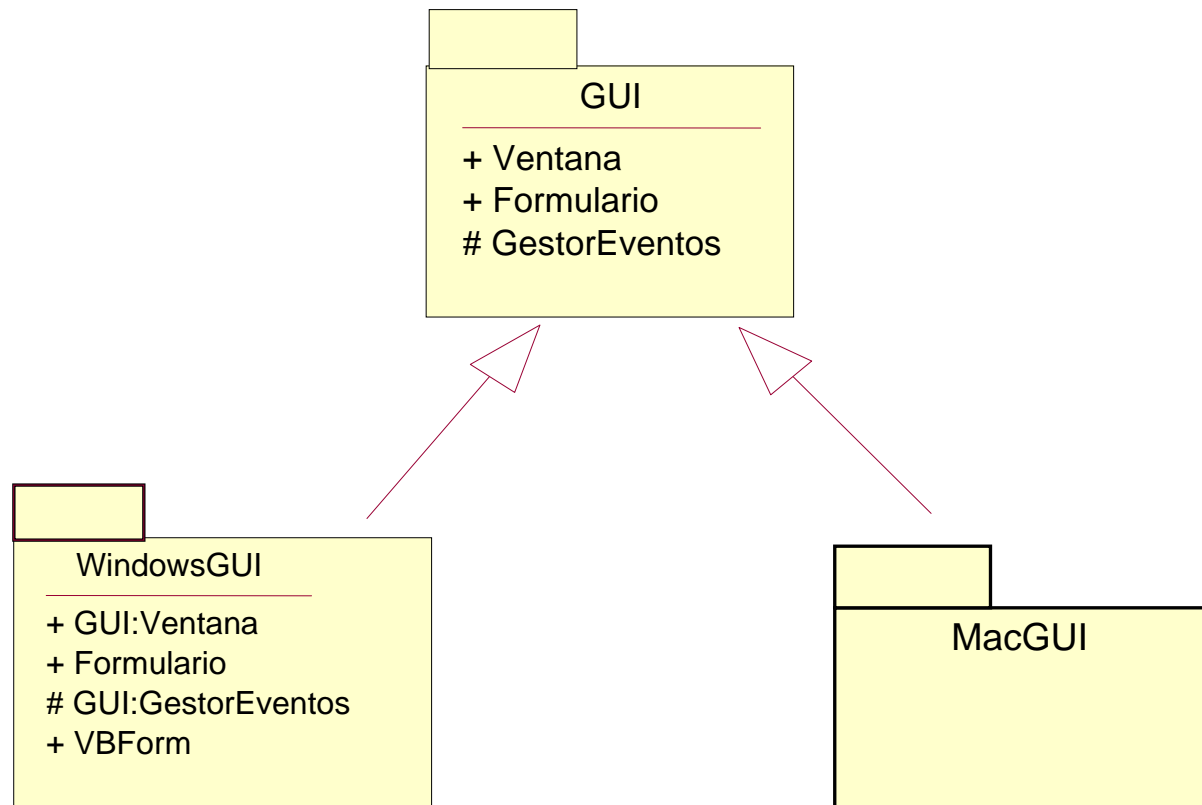 GUI
+ Ventana
+ Formulario
# GestorEventos
WindowsGUI
+ GUI:Ventana
+ Formulario
# GUI:GestorEventos
+ VBForm
MacGUI